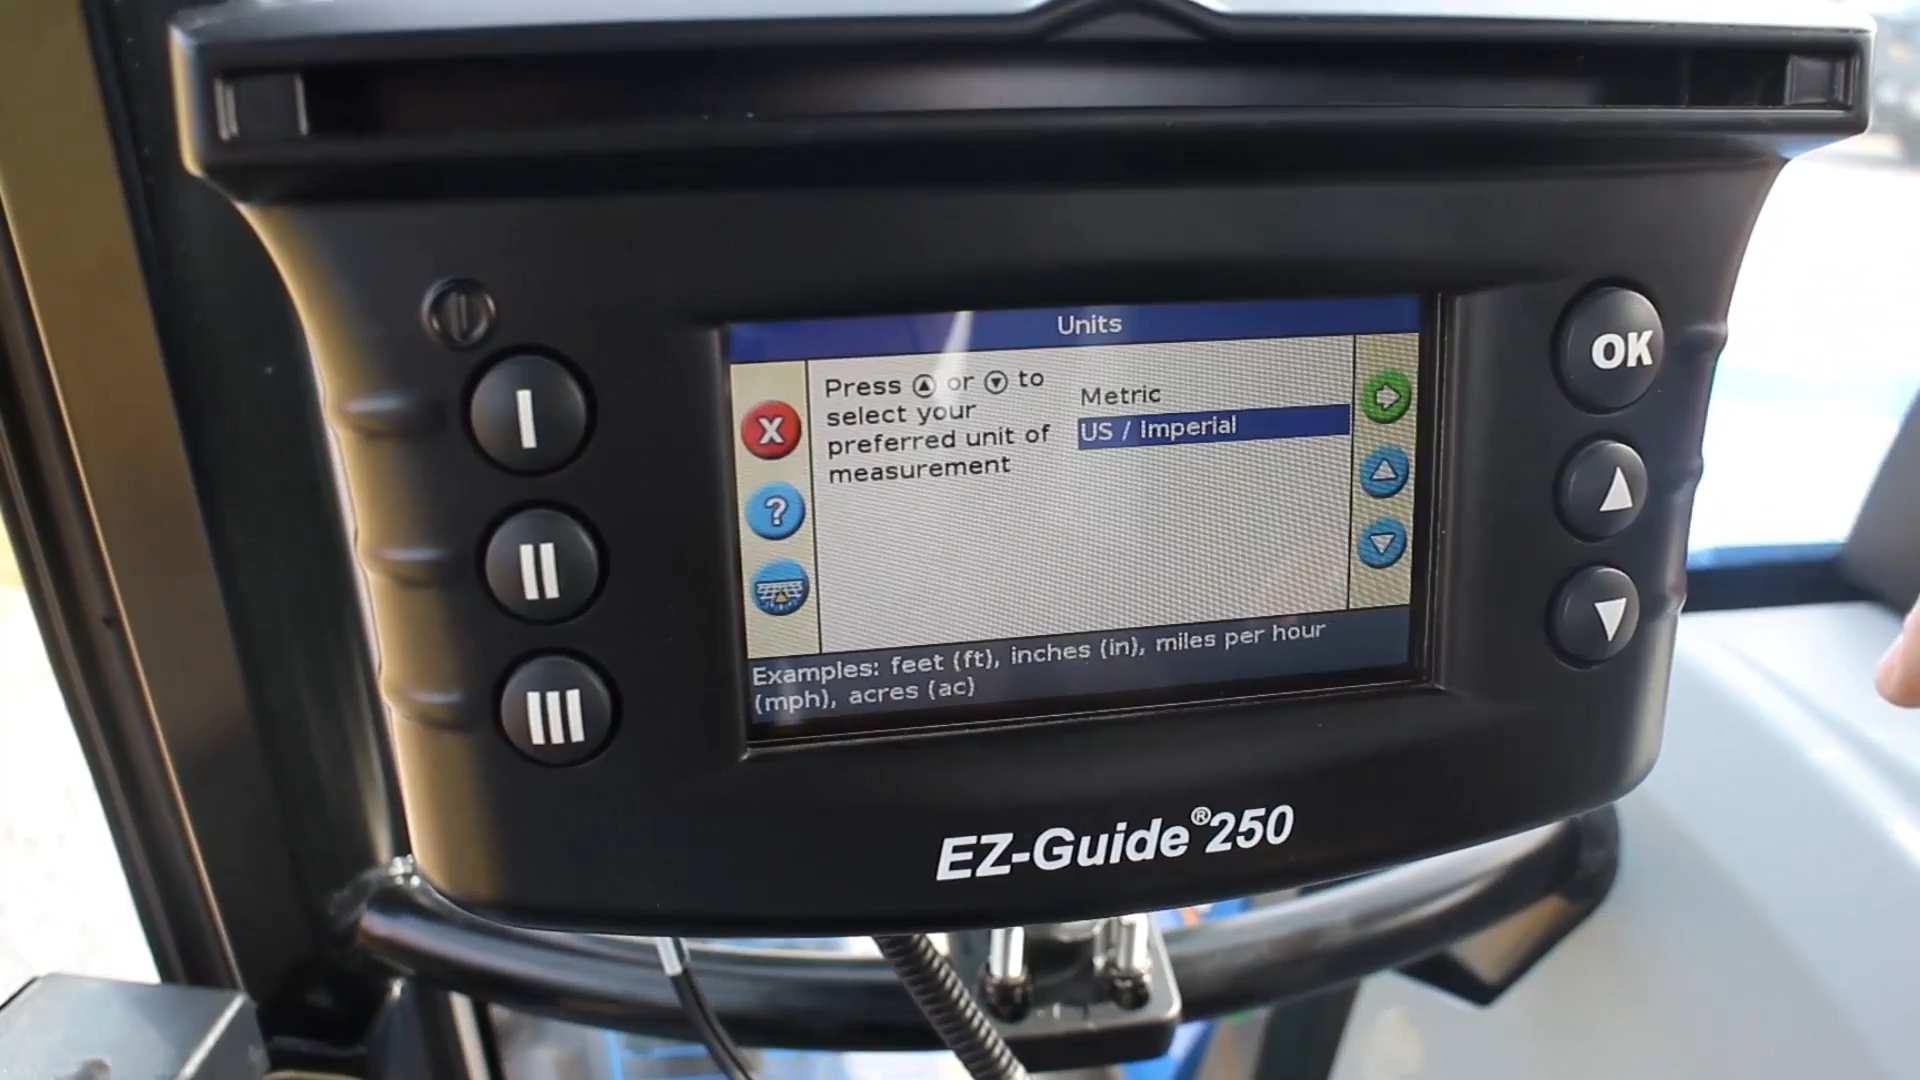 Units
Press ▲ or ▼ to
select your
preferred unit of
measurement
Metric
US / Imperial
X
?
Examples: feet (ft), inches (in), miles per hour
(mph), acres (ac)
I
II
III
OK
EZ-Guide®250